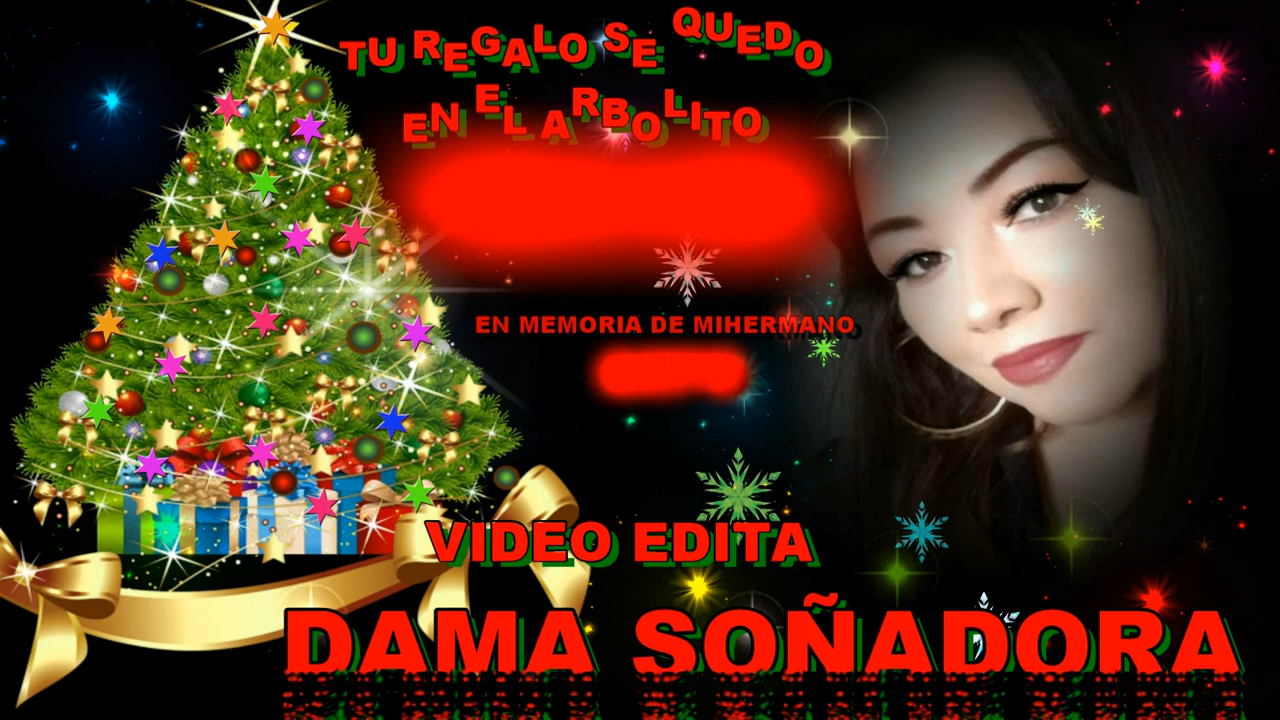 TU REGALO SE QUEDO
EN EL ARBOLITO
EN MEMORIA DE MIHERMANO
VIDEO EDITA
DAMA SOÑADORA